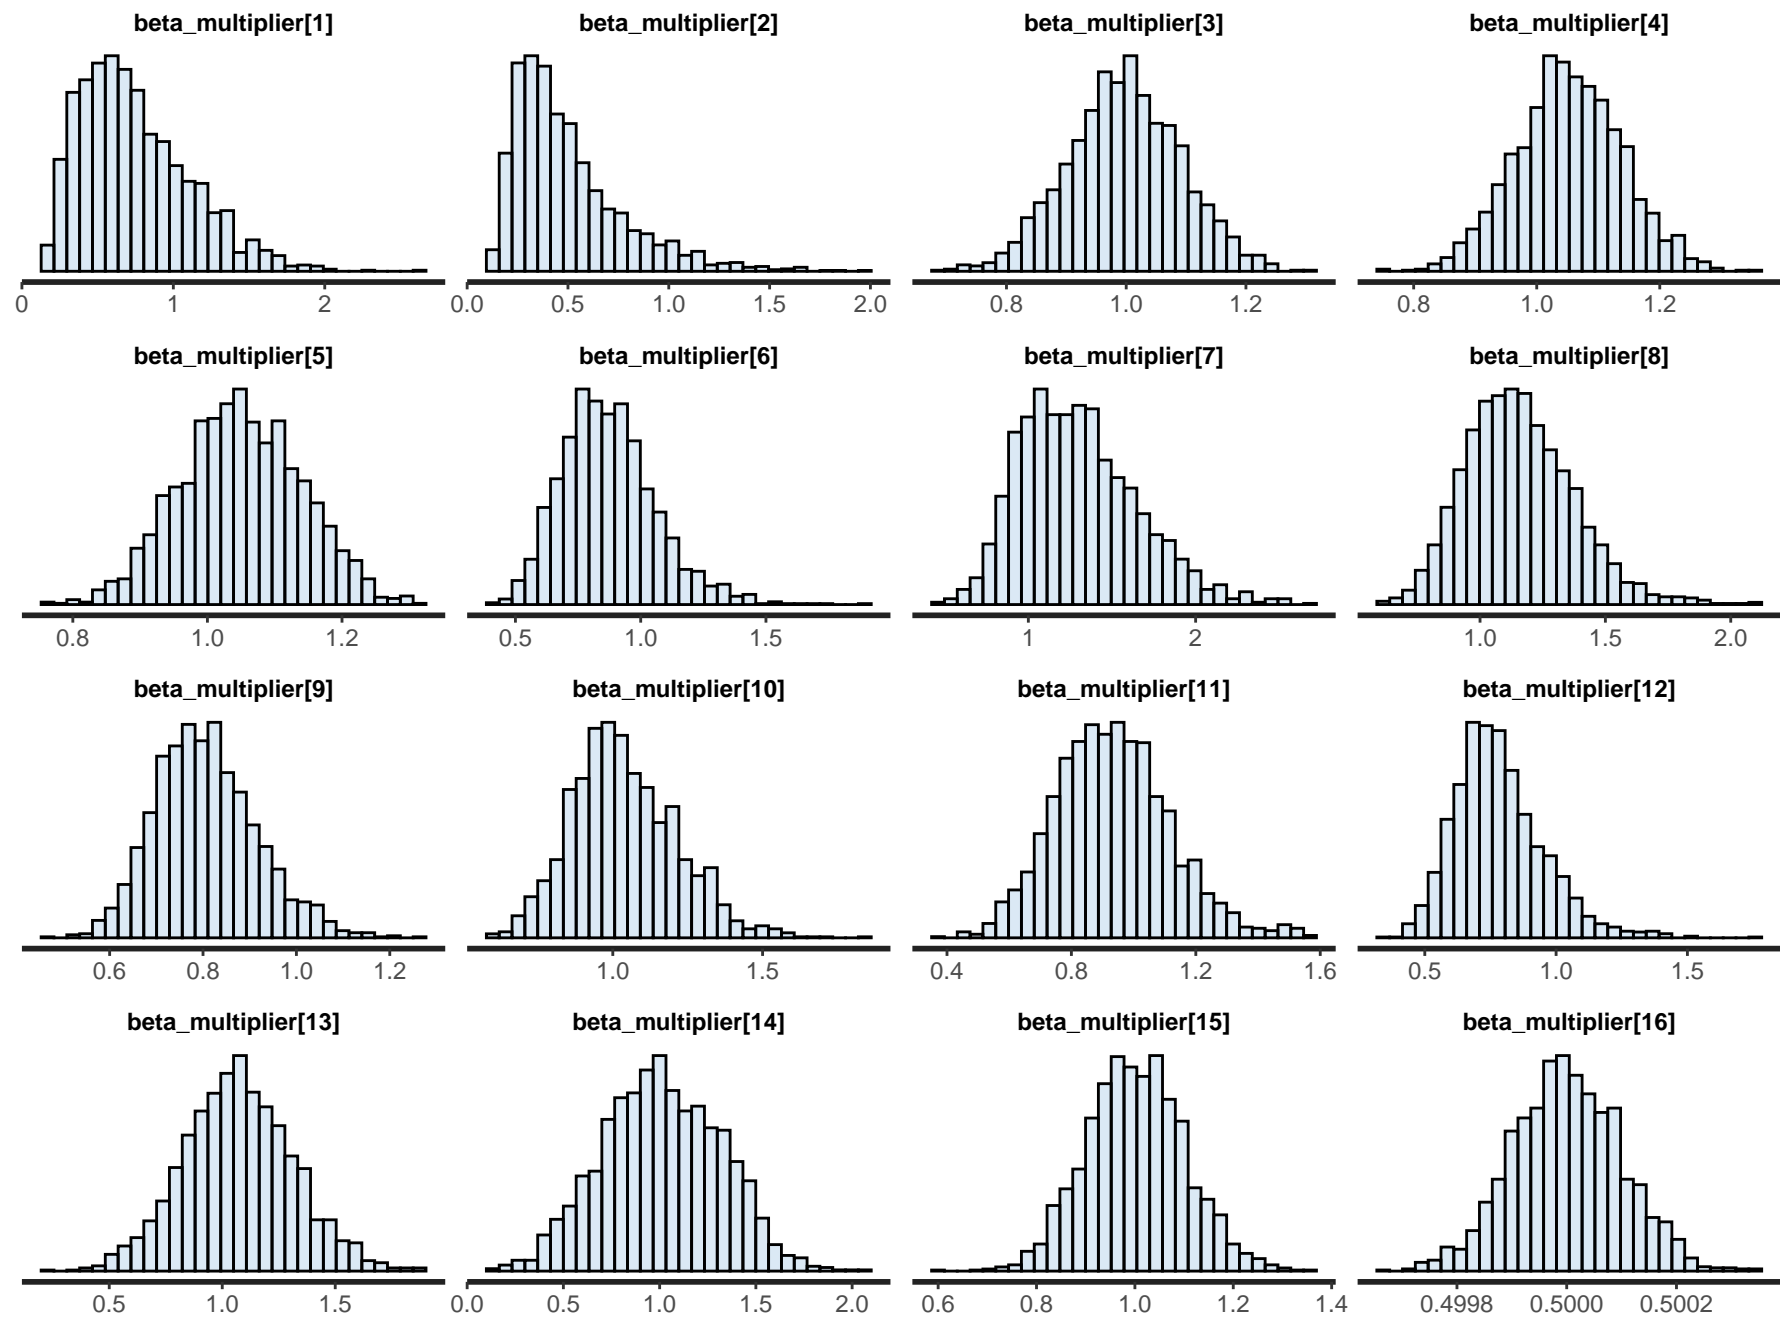 beta_multiplier[1] beta_multiplier[2] beta_multiplier[3] beta_multiplier[4]
0 1 2 0.0 0.5 1.0 1.5 2.0 0.8 1.0 1.2 0.8 1.0 1.2
beta_multiplier[5] beta_multiplier[6] beta_multiplier[7] beta_multiplier[8]
0.8 1.0 1.2 0.5 1.0 1.5 1 2 1.0 1.5 2.0
beta_multiplier[9] beta_multiplier[10] beta_multiplier[11] beta_multiplier[12]
0.6 0.8 1.0 1.2 1.0 1.5 0.4 0.8 1.2 1.6 0.5 1.0 1.5
beta_multiplier[13] beta_multiplier[14] beta_multiplier[15] beta_multiplier[16]
0.5 1.0 1.5 0.0 0.5 1.0 1.5 2.0 0.6 0.8 1.0 1.2 1.4 0.4998 0.5000 0.5002